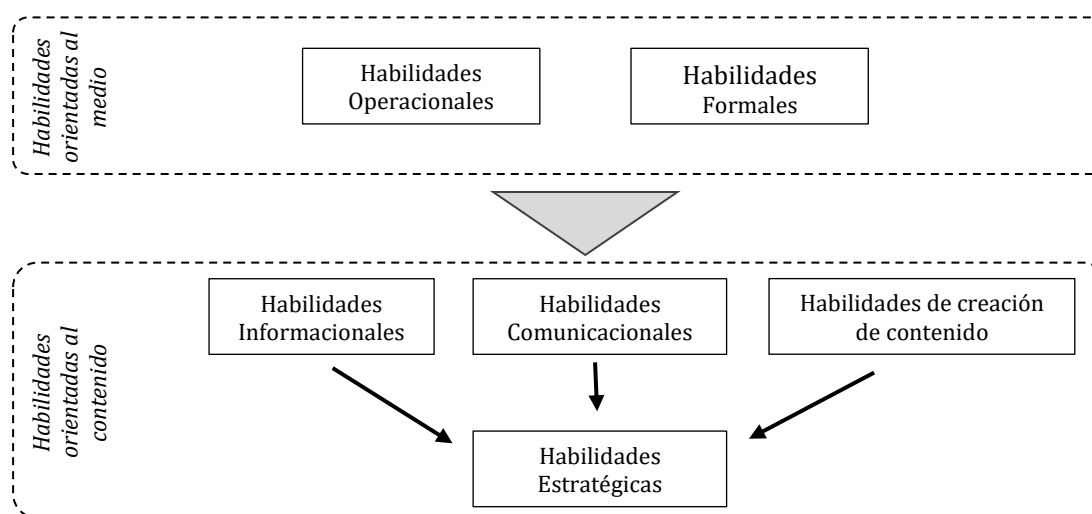 Habilidades
orientadas al
medio
Habilidades
Operacionales
Habilidades
Formales
Habilidades
orientadas al
contenido
Habilidades
Informacionales
Habilidades
Comunicacionales
Habilidades de creación
de contenido
Habilidades
Estratégicas